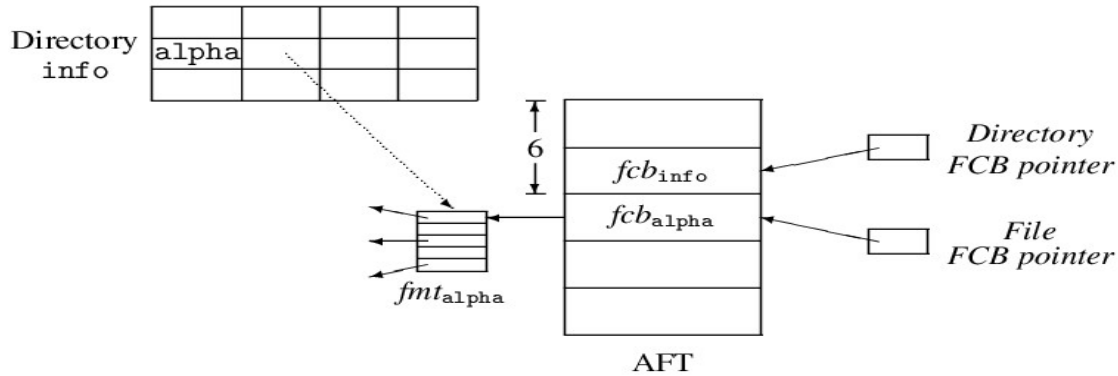 Directory
info
alpha
6
fcb_info
fcb_alpha
Directory
FCB pointer
File
FCB pointer
fmt_alpha
AFT